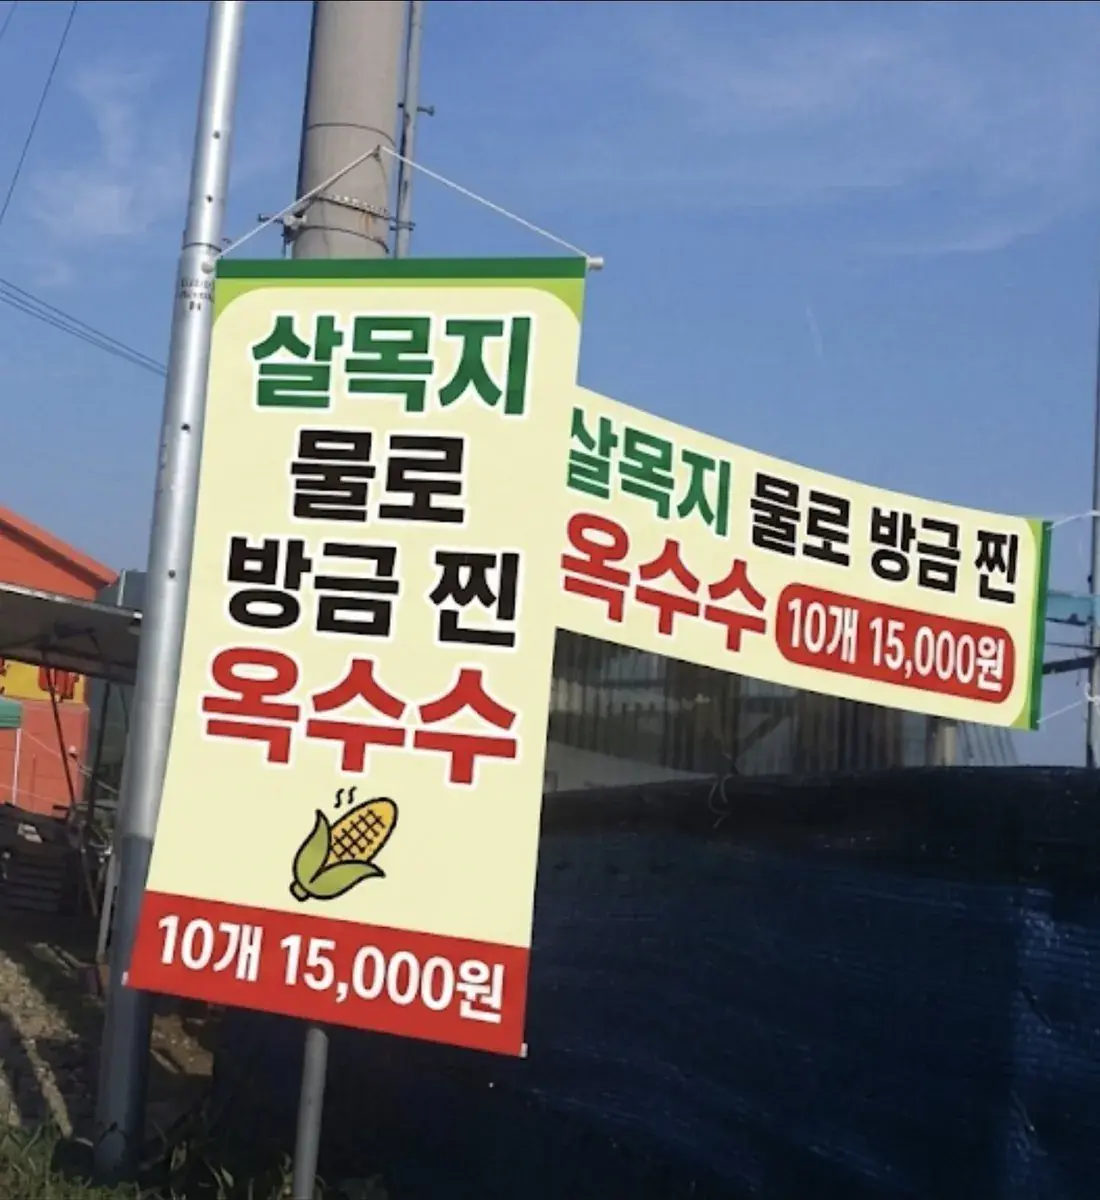 살목지
물로
방금 찐
옥수수
10개 15,000원
살목지 물로 방금 찐
옥수수 10개 15,000원